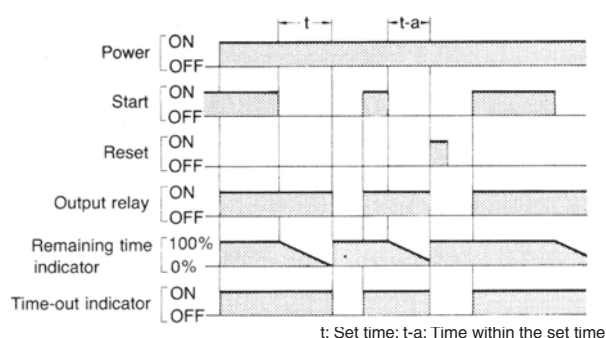 t
t-a
Power
ON
OFF
Start
ON
OFF
Reset
ON
OFF
Output relay
ON
OFF
Remaining time
indicator
100%
0%
Time-out indicator
ON
OFF
t: Set time; t-a: Time within the set time